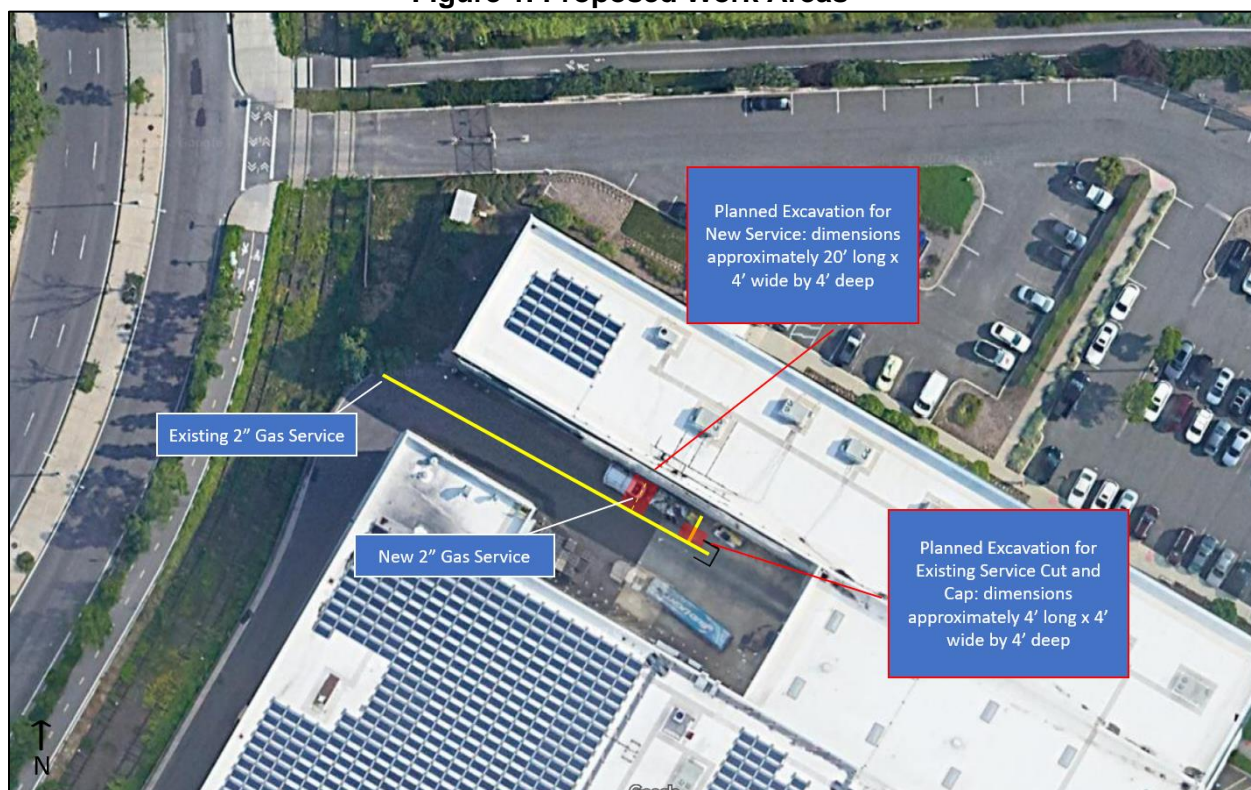 Figure 1. Proposed Work Areas
Planned Excavation for
New Service: dimensions
approximately 20' long x
4' wide by 4' deep
Existing 2" Gas Service
New 2" Gas Service
Planned Excavation for
Existing Service Cut and
Cap: dimensions
approximately 4' long x 4'
wide by 4' deep
N